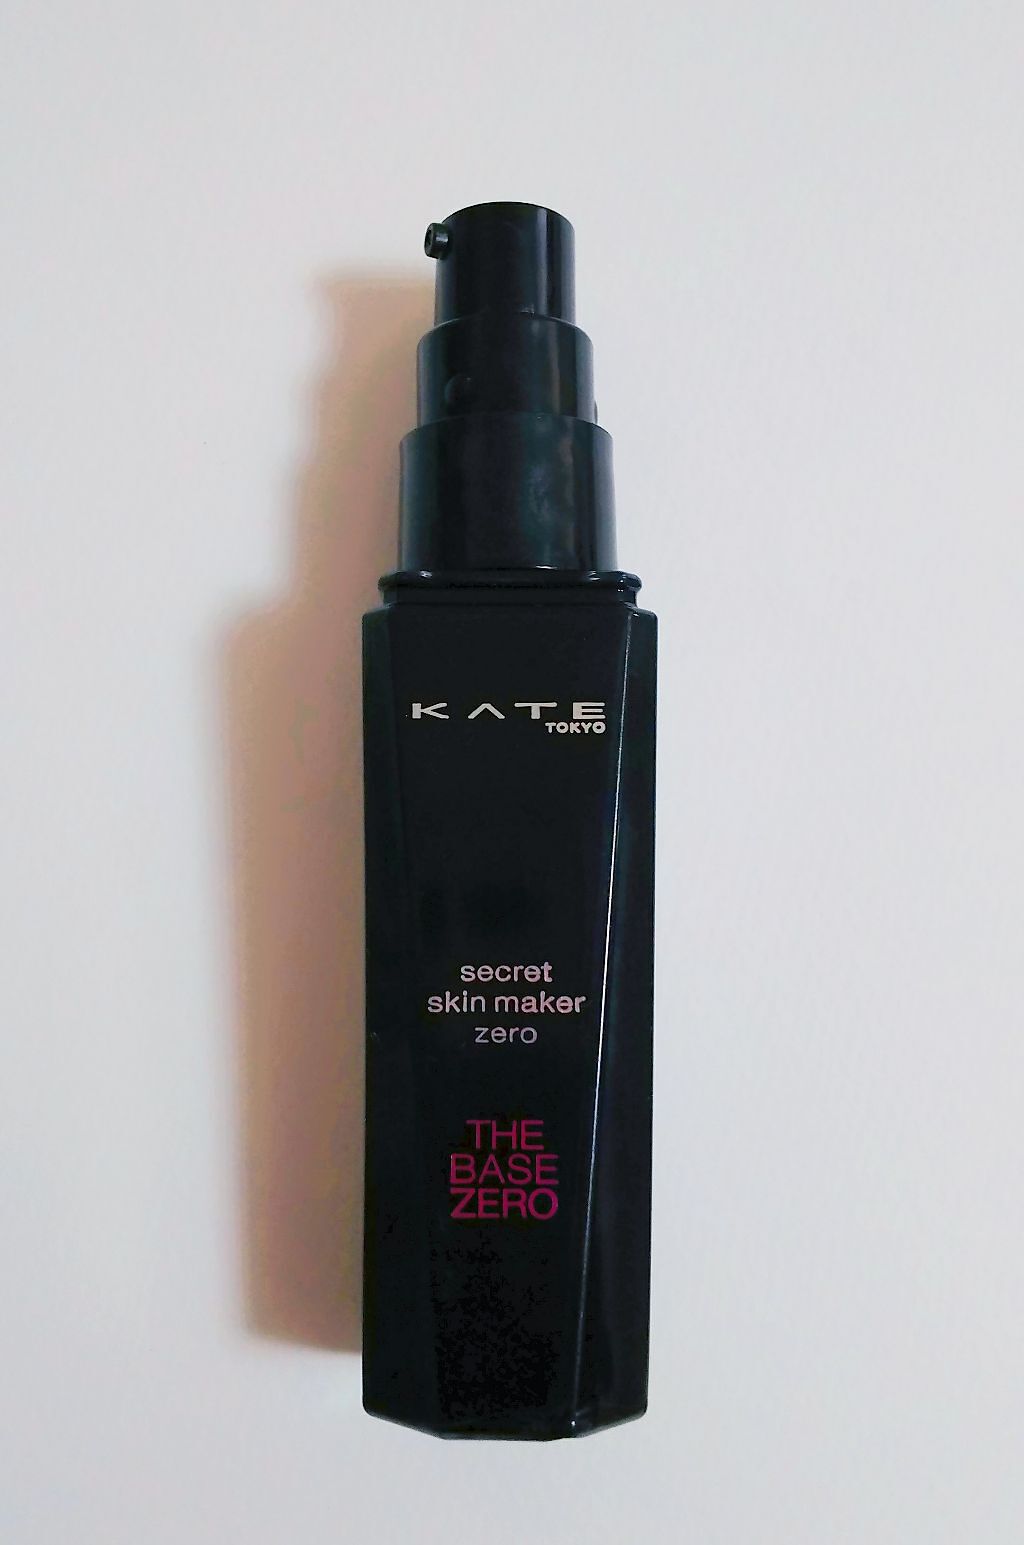 KATE
TOKYO
secret
skin maker
zero
THE
BASE
ZERO